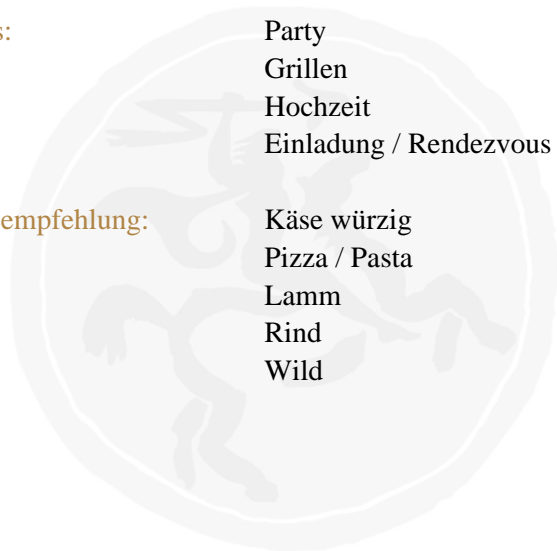 s: Party
Grillen
Hochzeit
Einladung / Rendezvous
empfehlung: Käse würzig
Pizza / Pasta
Lamm
Rind
Wild